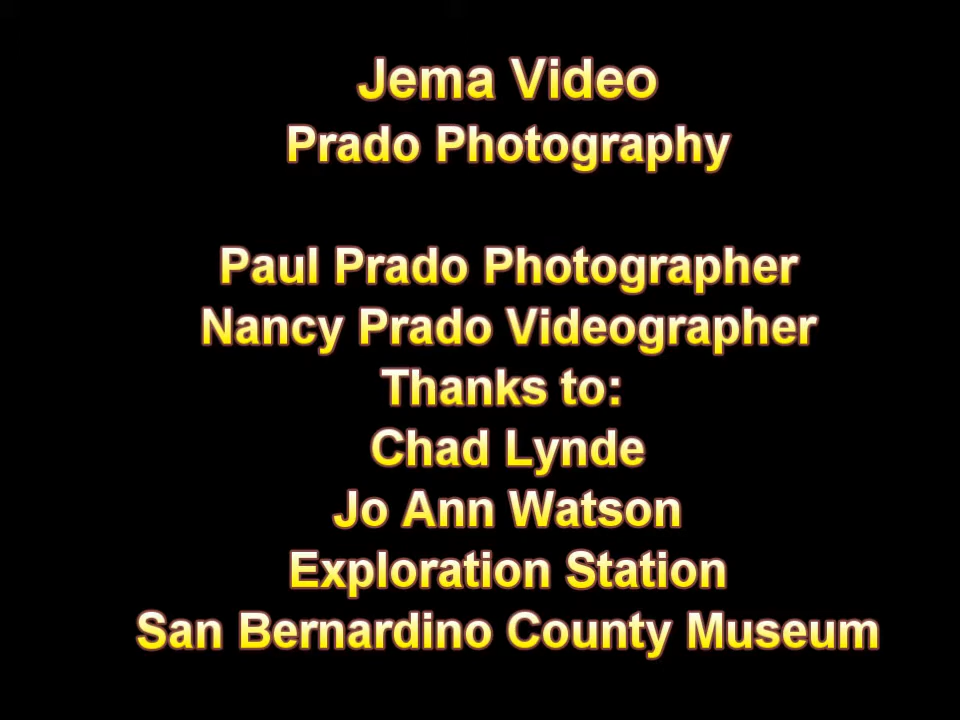 Jema Video
Prado Photography
Paul Prado Photographer
Nancy Prado Videographer
Thanks to:
Chad Lynde
Jo Ann Watson
Exploration Station
San Bernardino County Museum